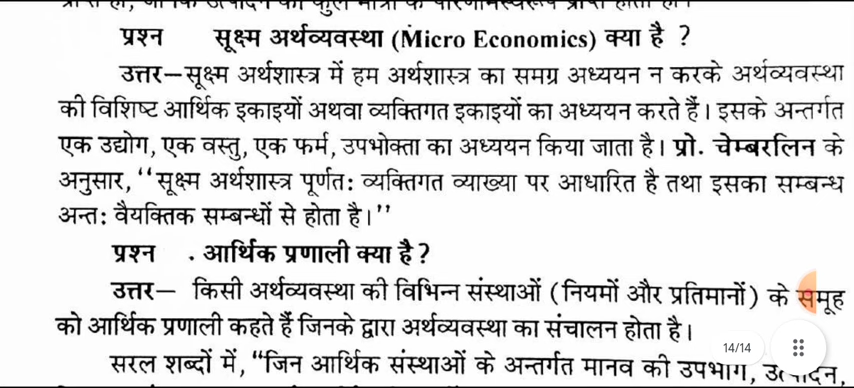 प्रश्न सूक्ष्म अर्थव्यवस्था (Micro Economics) क्या है ?
उत्तर—सूक्ष्म अर्थशास्त्र में हम अर्थशास्त्र का समग्र अध्ययन न करके अर्थव्यवस्था
की विशिष्ट आर्थिक इकाइयों अथवा व्यक्तिगत इकाइयों का अध्ययन करते हैं। इसके अन्तर्गत
एक उद्योग, एक वस्तु, एक फर्म, उपभोक्ता का अध्ययन किया जाता है। प्रो. चेम्बरलिन के
अनुसार, ‘‘सूक्ष्म अर्थशास्त्र पूर्णत: व्यक्तिगत व्याख्या पर आधारित है तथा इसका सम्बन्ध
अन्त: वैयक्तिक सम्बन्धों से होता है।’’
प्रश्न . आर्थिक प्रणाली क्या है ?
उत्तर— किसी अर्थव्यवस्था की विभिन्न संस्थाओं (नियमों और प्रतिमानों) के समूह
को आर्थिक प्रणाली कहते हैं जिनके द्वारा अर्थव्यवस्था का संचालन होता है।
14/14
सरल शब्दों में, “जिन आर्थिक संस्थाओं के अन्तर्गत मानव की उपभोग, उत्पादन,